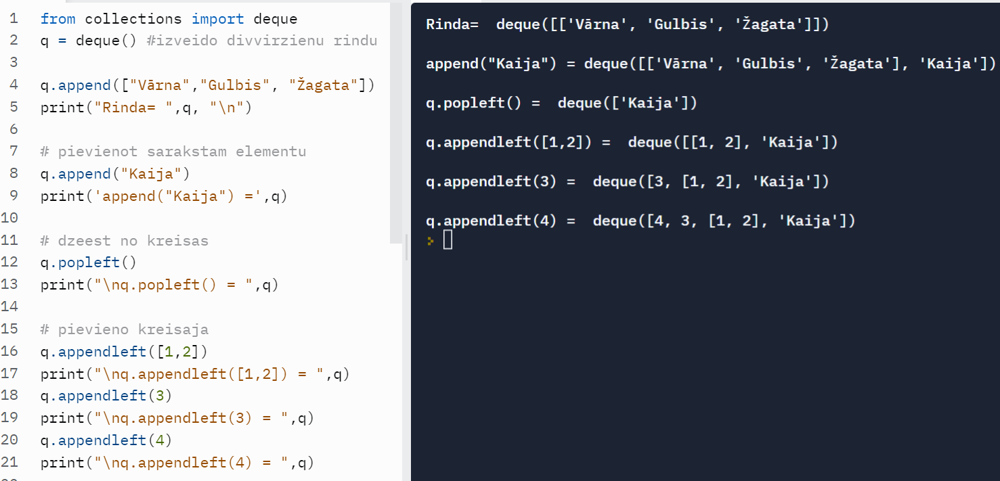 1 from collections import deque
2 q = deque() #izveido divvirzienu rindu
3
4 q.append(["Vārna","Gulbis", "Žagata"])
5 print("Rinda= ",q, "\n")
6
7 # pievienot sarakstam elementu
8 q.append("Kaija")
9 print('append("Kaija") =',q)
10
11 # dzeest no kreisas
12 q.popleft()
13 print("\nq.popleft() = ",q)
14
15 # pievieno kreisaja
16 q.appendleft([1,2])
17 print("\nq.appendleft([1,2]) = ",q)
18 q.appendleft(3)
19 print("\nq.appendleft(3) = ",q)
20 q.appendleft(4)
21 print("\nq.appendleft(4) = ",q)
Rinda=  deque([['Vārna', 'Gulbis', 'Žagata']])
append("Kaija") = deque([['Vārna', 'Gulbis', 'Žagata'], 'Kaija'])
q.popleft() =  deque(['Kaija'])
q.appendleft([1,2]) =  deque([[1, 2], 'Kaija'])
q.appendleft(3) =  deque([3, [1, 2], 'Kaija'])
q.appendleft(4) =  deque([4, 3, [1, 2], 'Kaija'])